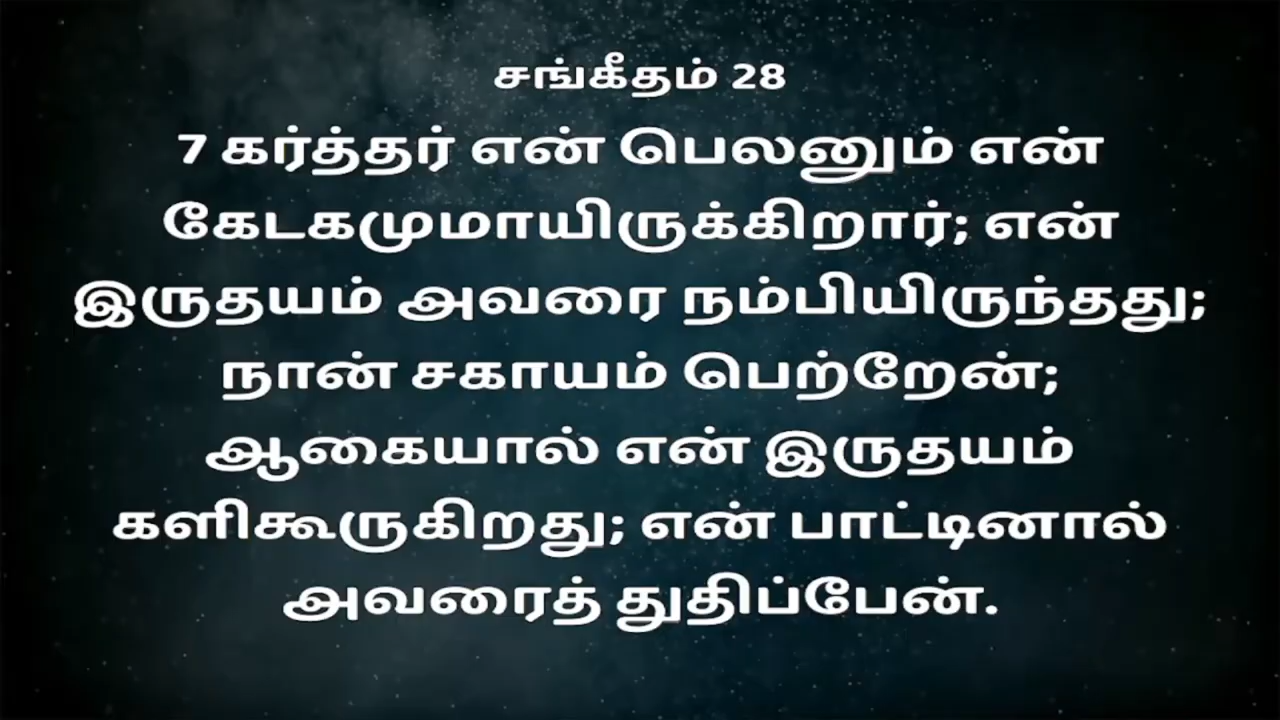 சங்கீதம் 28
7 கர்த்தர் என் பெலனும் என்
கேடகமுமாயிருக்கிறார்; என்
இருதயம் அவரை நம்பியிருந்தது;
நான் சகாயம் பெற்றேன்;
ஆகையால் என் இருதயம்
களிகூருகிறது; என் பாட்டினால்
அவரைத் துதிப்பேன்.